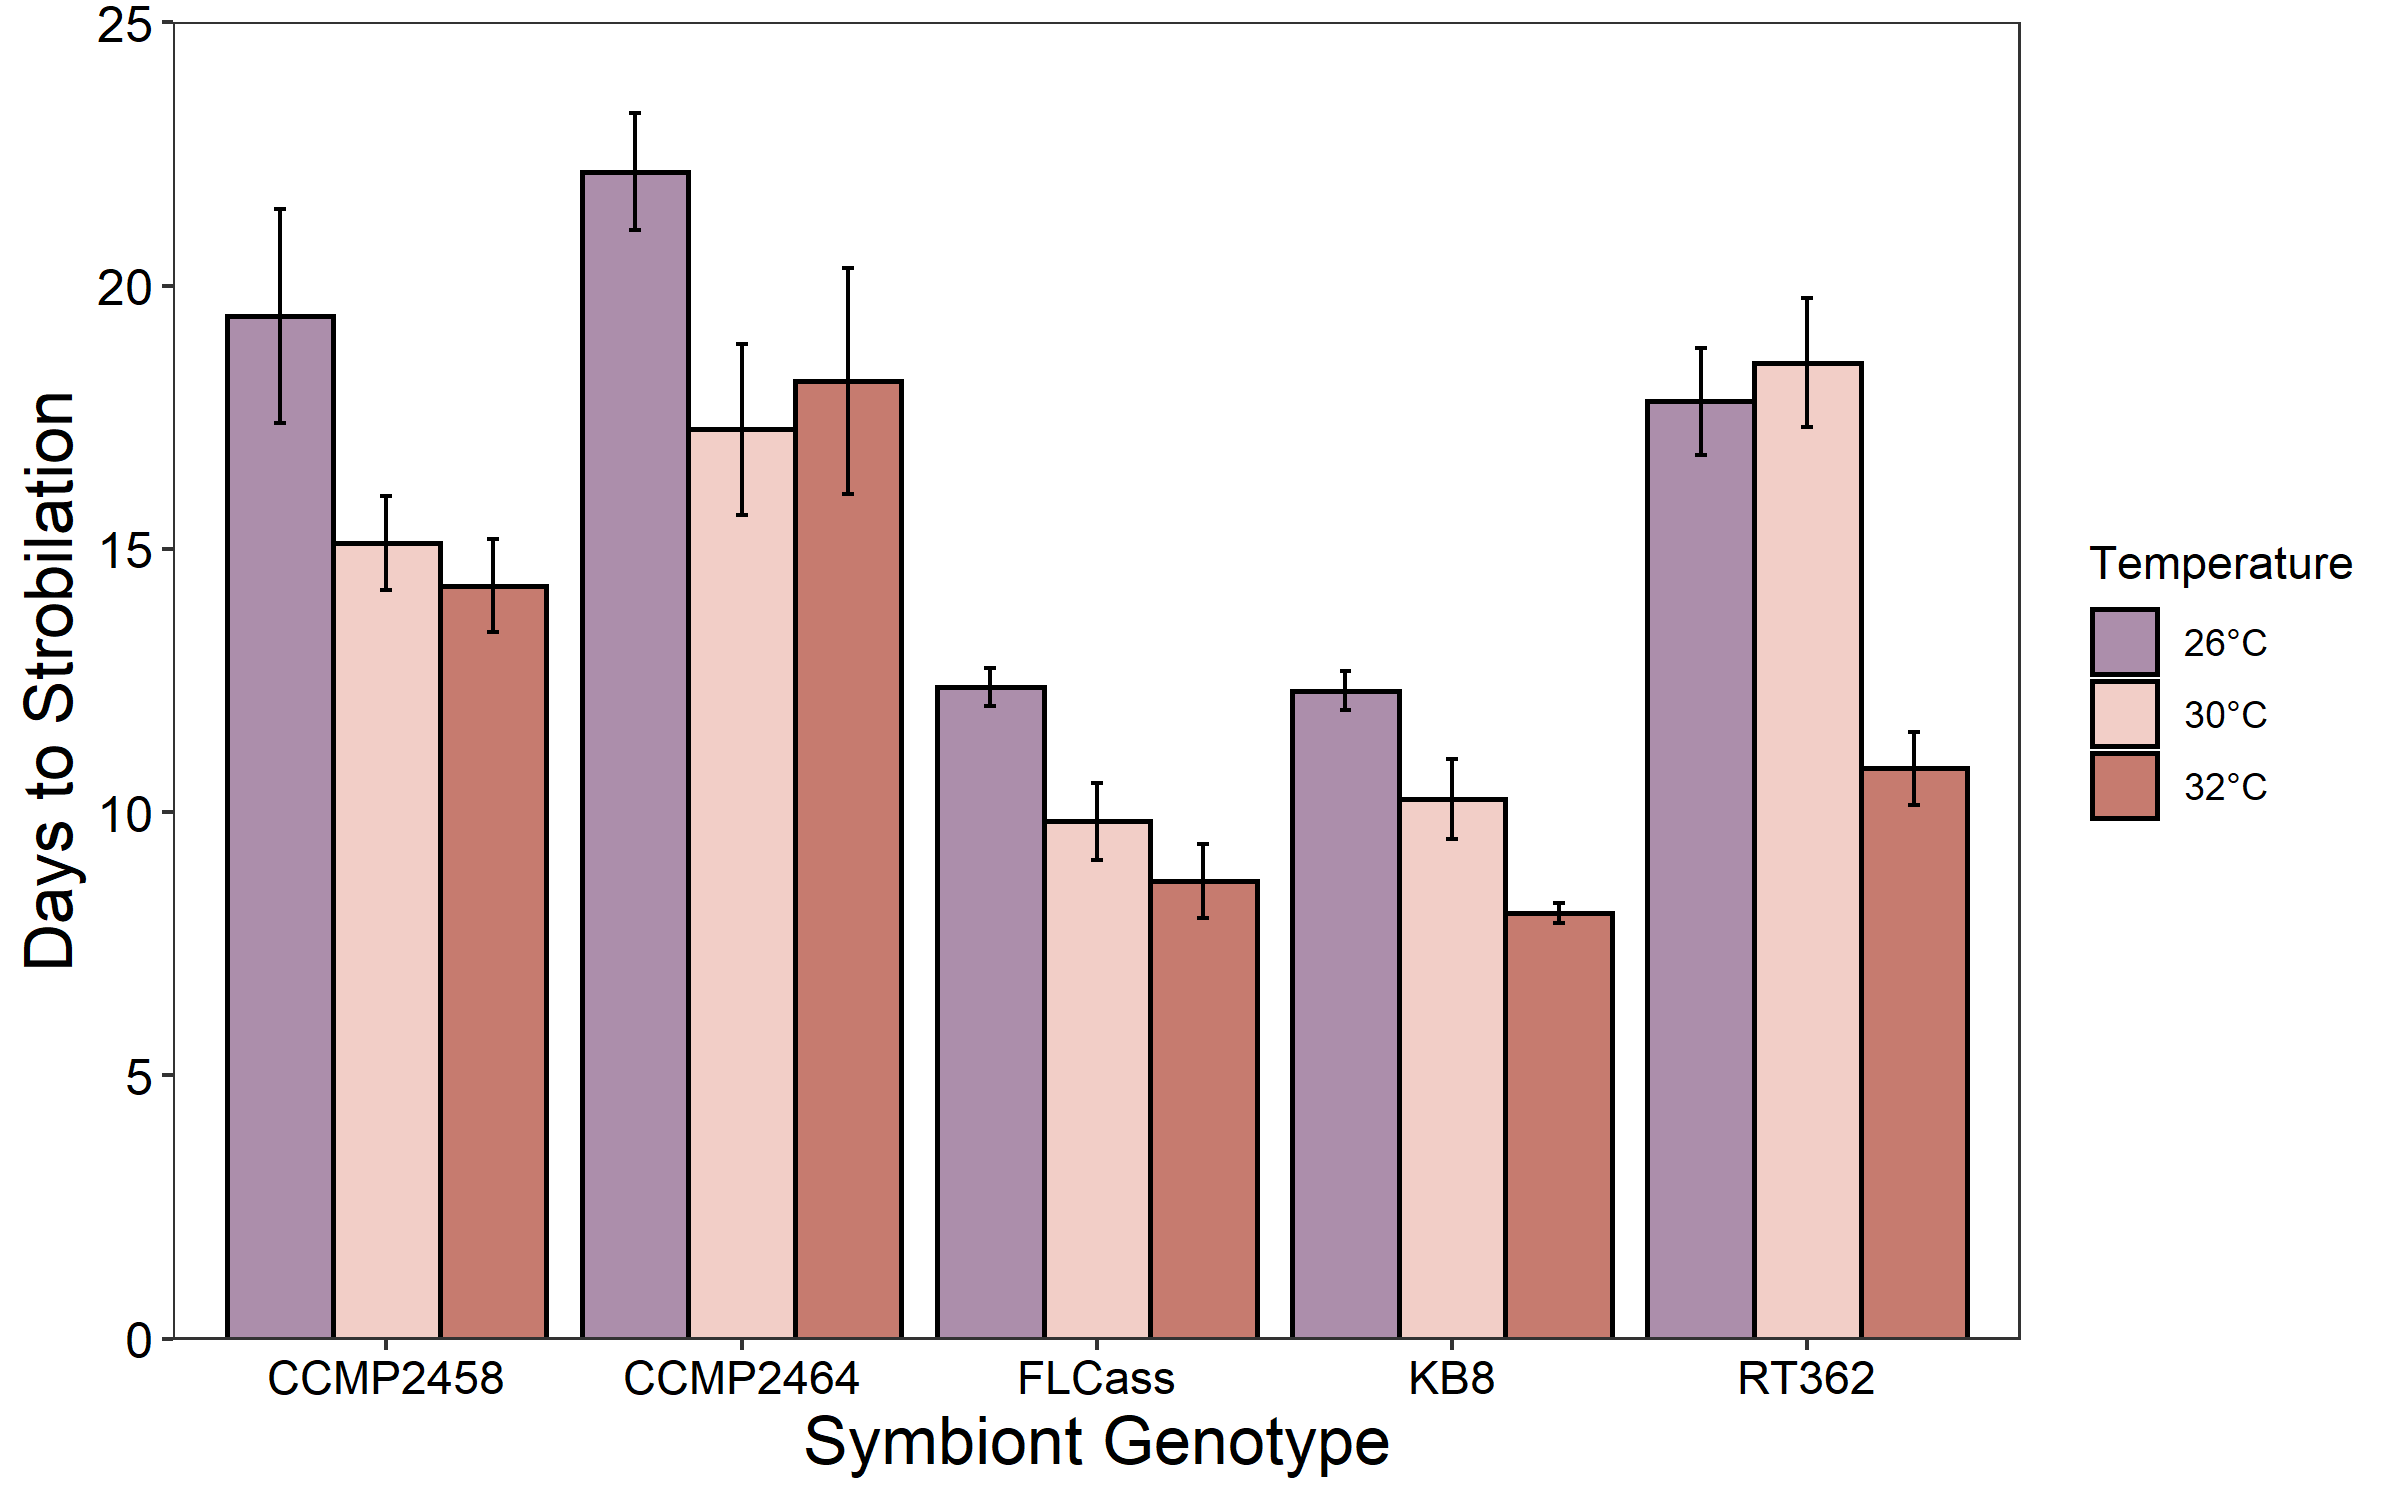 Days to Strobilation
25
20
15
10
5
0
CCMP2458 CCMP2464 FLCass KB8 RT362
Symbiont Genotype
Temperature
26°C
30°C
32°C